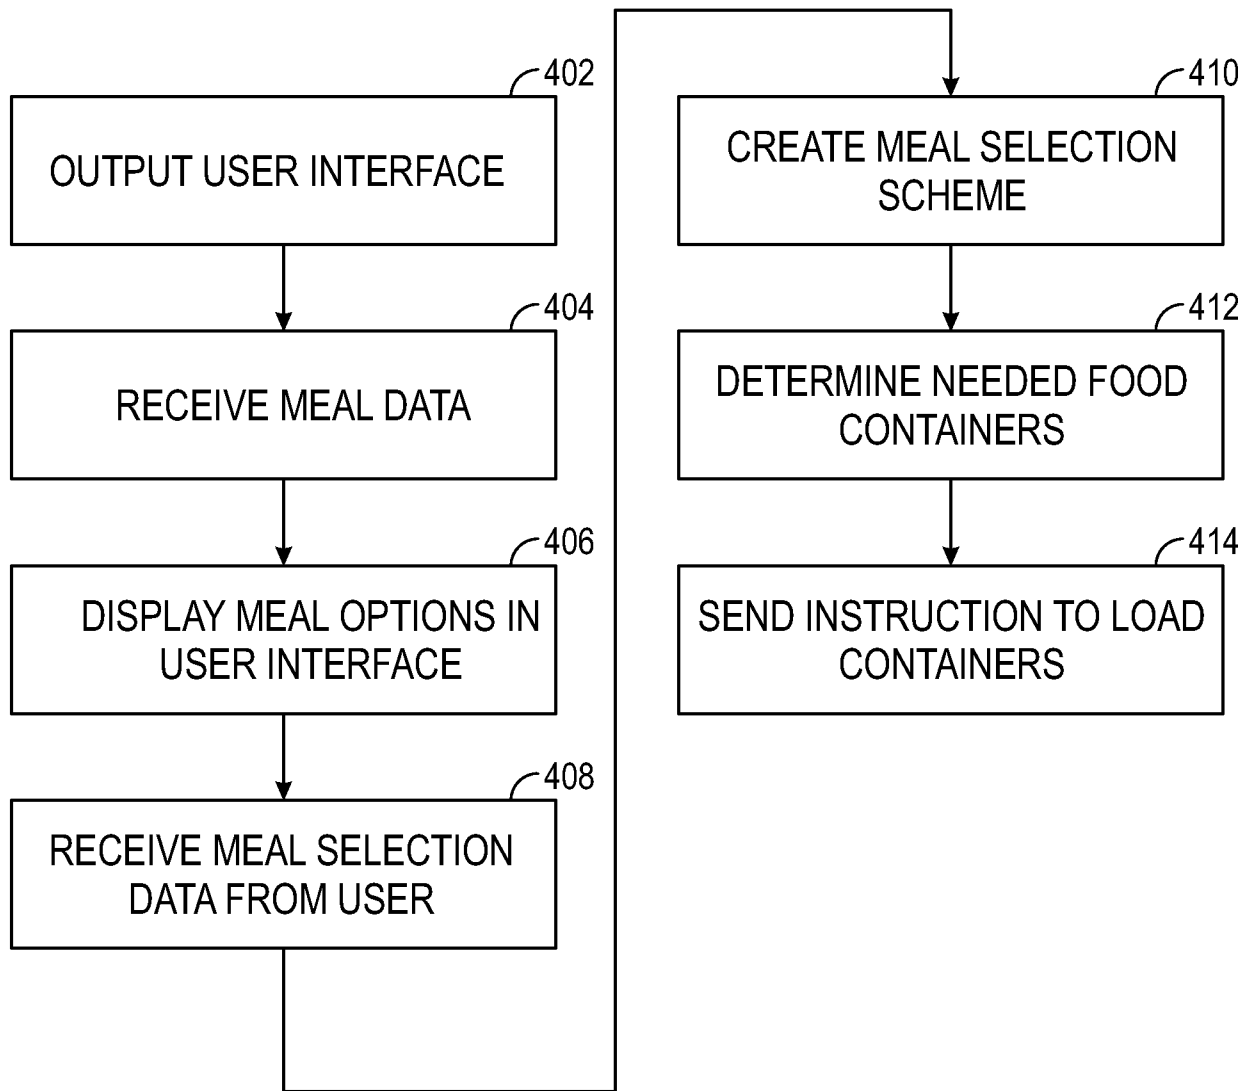 402
OUTPUT USER INTERFACE
404
RECEIVE MEAL DATA
406
DISPLAY MEAL OPTIONS IN
USER INTERFACE
408
RECEIVE MEAL SELECTION
DATA FROM USER
410
CREATE MEAL SELECTION
SCHEME
412
DETERMINE NEEDED FOOD
CONTAINERS
414
SEND INSTRUCTION TO LOAD
CONTAINERS